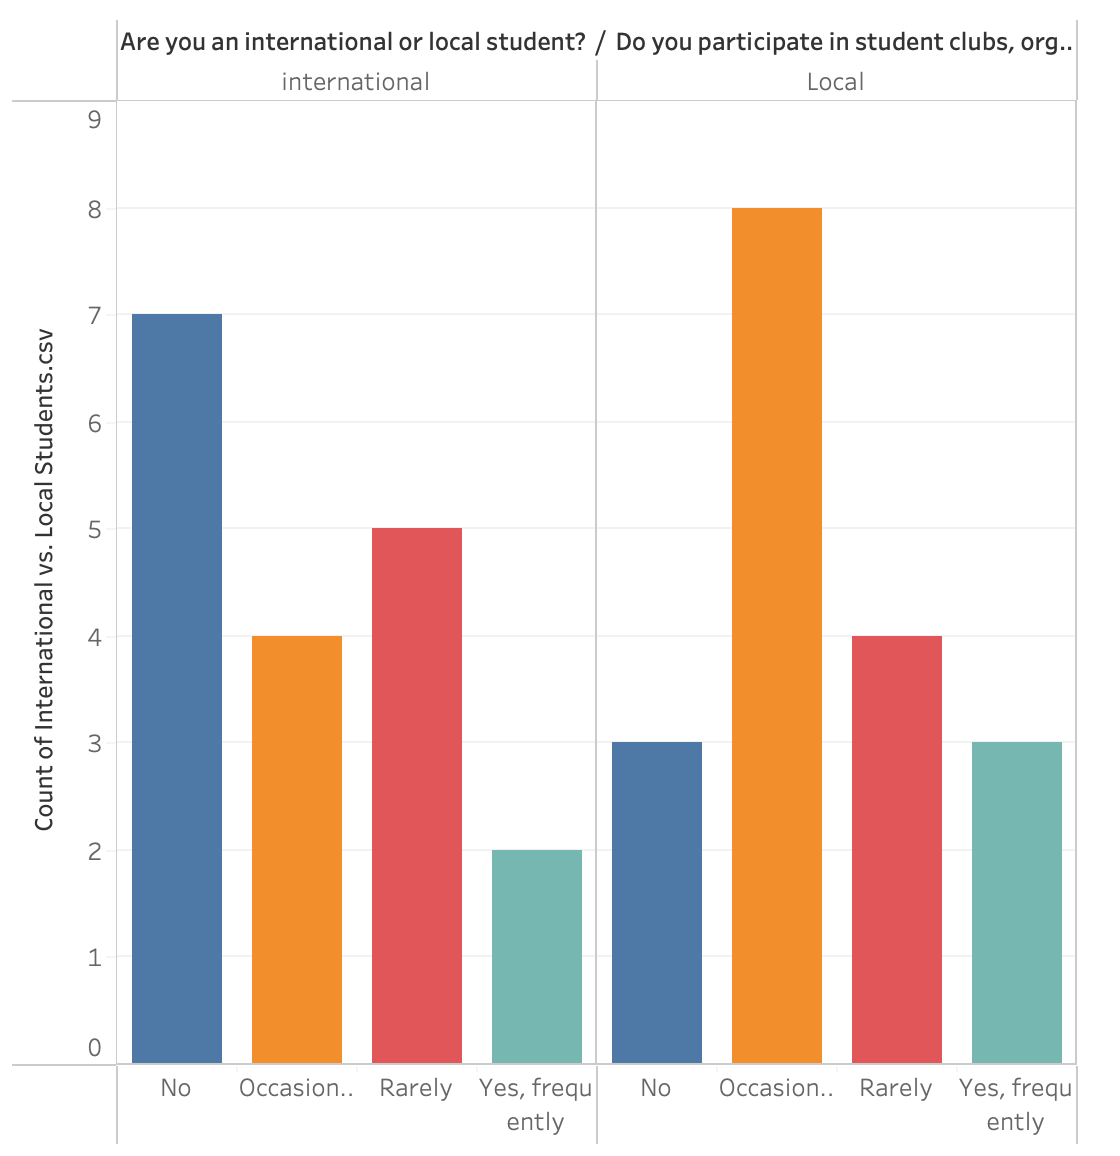 Are you an international or local student? / Do you participate in student clubs, org..
international
Local
Count of International vs. Local Students.csv
9
8
7
6
5
4
3
2
1
0
No
Occasion..
Rarely
Yes, frequ
ently
No
Occasion..
Rarely
Yes, frequ
ently